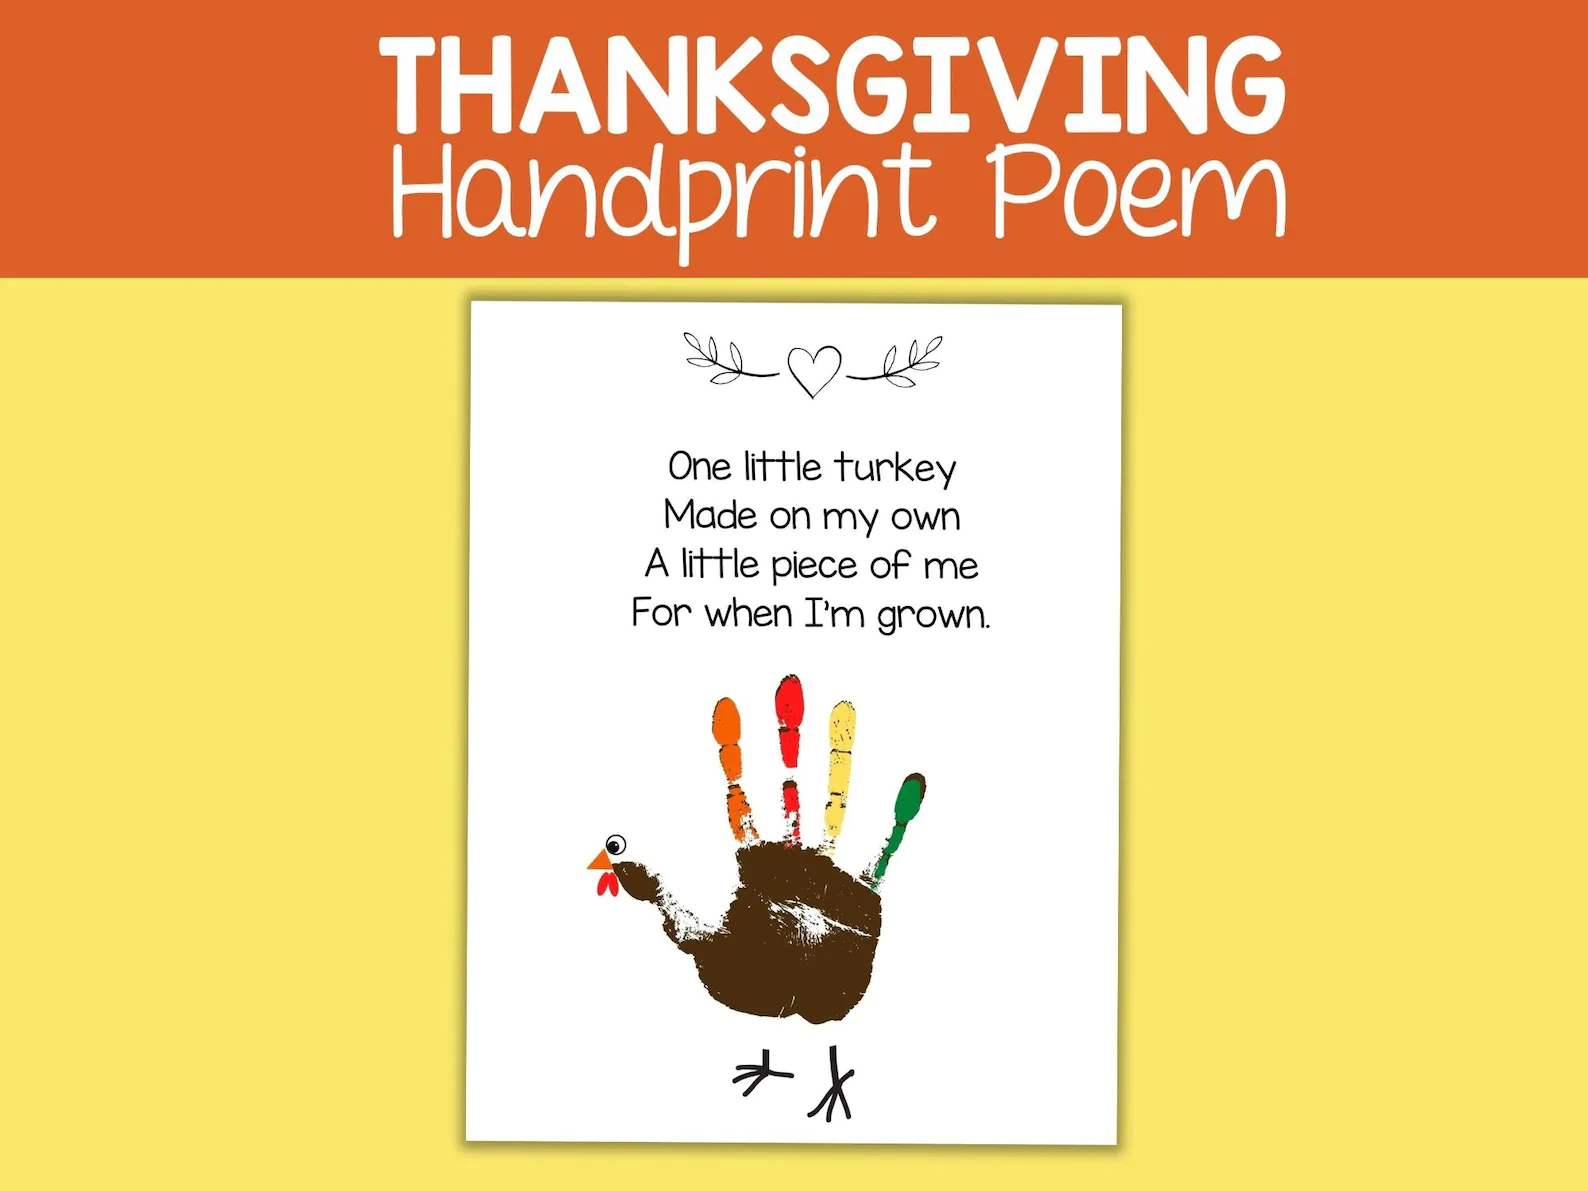 THANKSGIVING
Handprint Poem
One little turkey
Made on my own
A little piece of me
For when I'm grown.